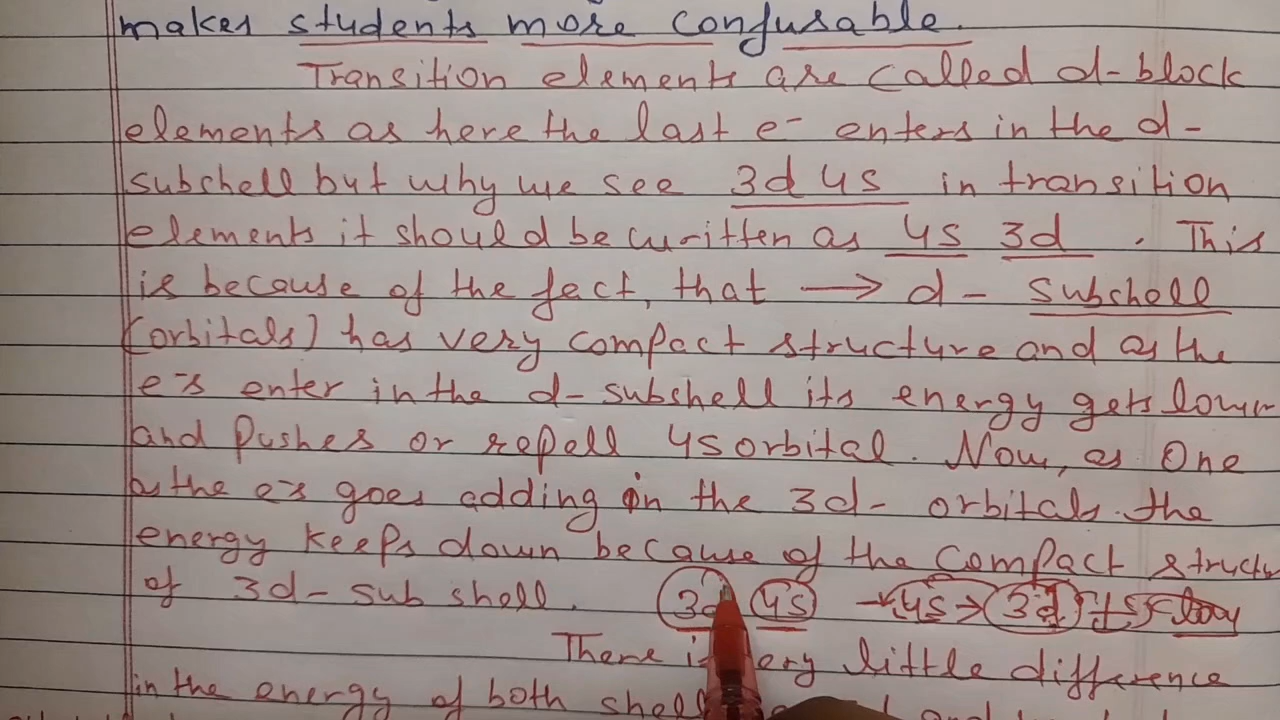 makes students more confusable.
Transition elements are called d-block
elements as here the last e- enters in the d-
subshell but why we see 3d 4s in transition
elements it should be written as 4s 3d. This
is because of the fact, that → d- subshell
(orbitals) has very compact structure and as the
e-s enter in the d-subshell its energy gets lower
and pushes or repell 4s orbital. Now, as one
by the e-s goes adding in the 3d- orbitals the
energy keeps down because of the compact struct
of 3d-sub shell. 3d 4s 4s > 3d
There is very little difference
in the energy of both shell